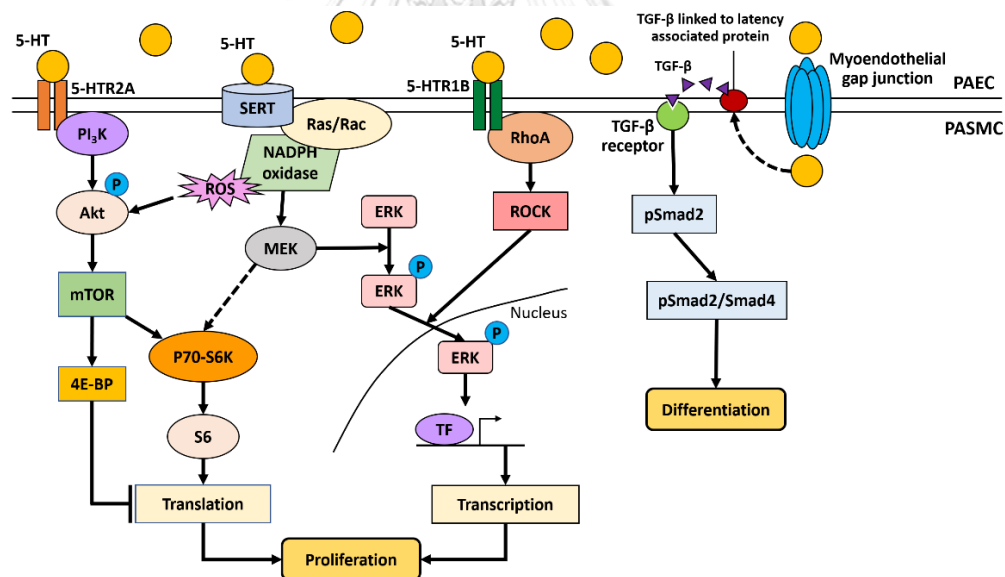 5-HT
5-HT
5-HT
TGF-β linked to latency
associated protein
TGF-β
Myoendothelial
gap junction
PAEC
PASMC
5-HTR2A
SERT
Ras/Rac
5-HTR1B
TGF-β
receptor
PI3K
NADPH
oxidase
RhoA
ROS
P
Akt
MEK
ERK
ROCK
pSmad2
mTOR
P
ERK
Nucleus
pSmad2/Smad4
P70-S6K
P
ERK
4E-BP
Differentiation
S6
TF
Translation
Transcription
Proliferation